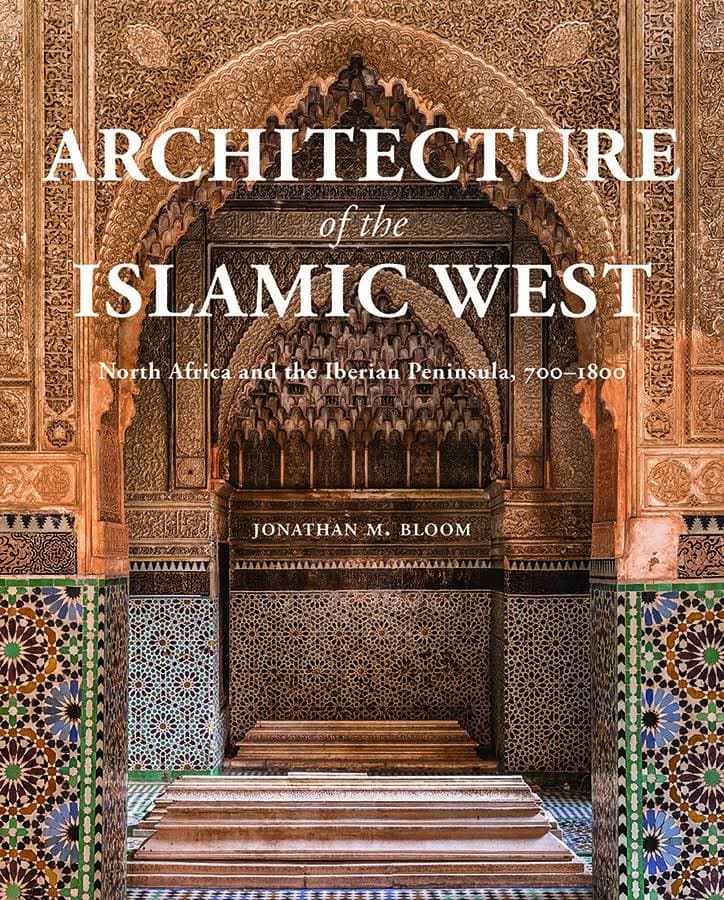 ARCHITECTURE
of the
ISLAMIC WEST
North Africa and the Iberian Peninsula, 700–1800
JONATHAN M. BLOOM